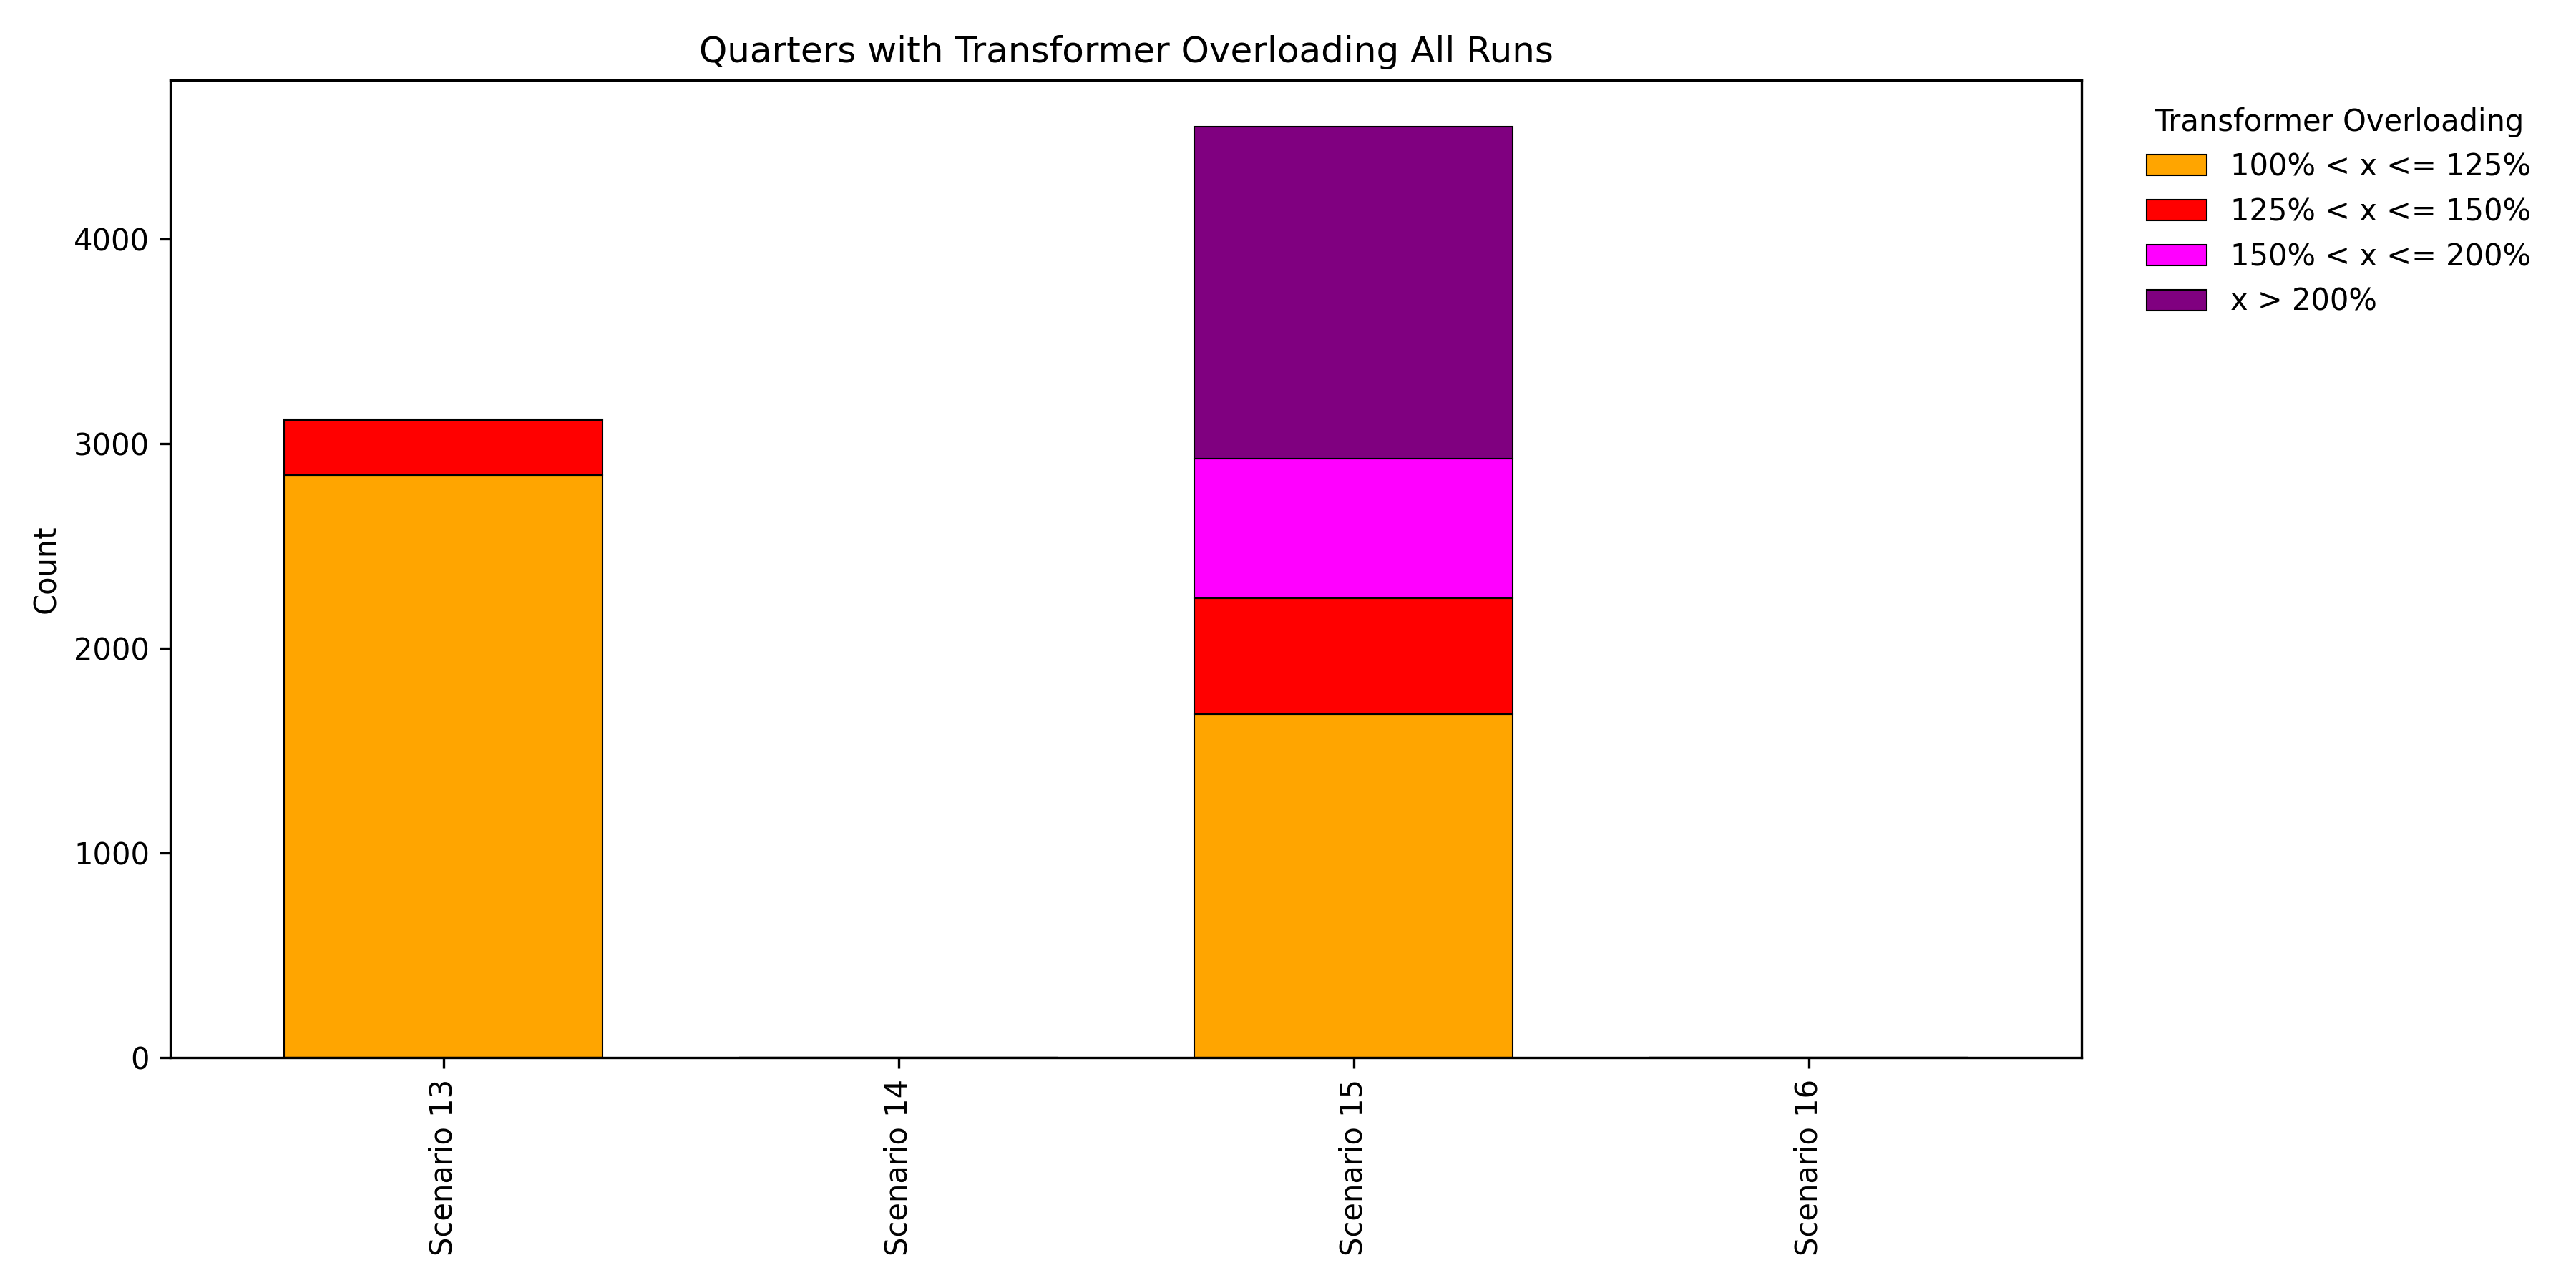 Quarters with Transformer Overloading All Runs
Transformer Overloading
100% < x <= 125%
125% < x <= 150%
150% < x <= 200%
x > 200%
Count
4000
3000
2000
1000
0
Scenario 13
Scenario 14
Scenario 15
Scenario 16